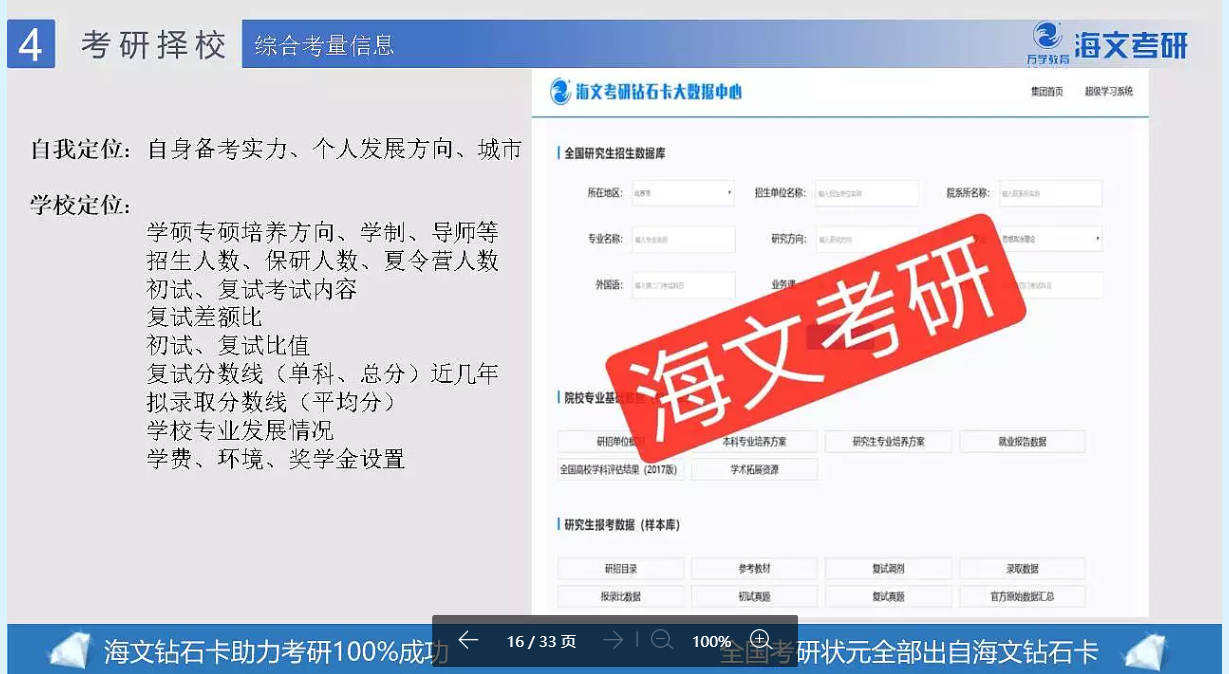 4
考研择校
综合考量信息
万学教育
海文考研
自我定位：自身备考实力、个人发展方向、城市
学校定位：
学硕专硕培养方向、学制、导师等
招生人数、保研人数、夏令营人数
初试、复试考试内容
复试差额比
初试、复试比值
复试分数线（单科、总分）近几年
拟录取分数线（平均分）
学校专业发展情况
学费、环境、奖学金设置
海文考研钻石卡大数据中心
集团首页 超级学习系统
全国研究生招生数据库
所在地区： 招生单位名称： 院系所名称：
专业名称： 研究方向： 思想政治理论
外国语： 业务课
海文考研
院校专业基
研招单位 本科专业培养方案 研究生专业培养方案 就业报告数据
全国高校学科评估结果（2017版） 学术拓展资源
研究生报考数据（样本库）
研招目录 参考教材 复试调剂 录取数据
报录比数据 初试真题 复试真题 官方原始数据汇总
16 / 33 页 100%
海文钻石卡助力考研100%成功
全国考研状元全部出自海文钻石卡